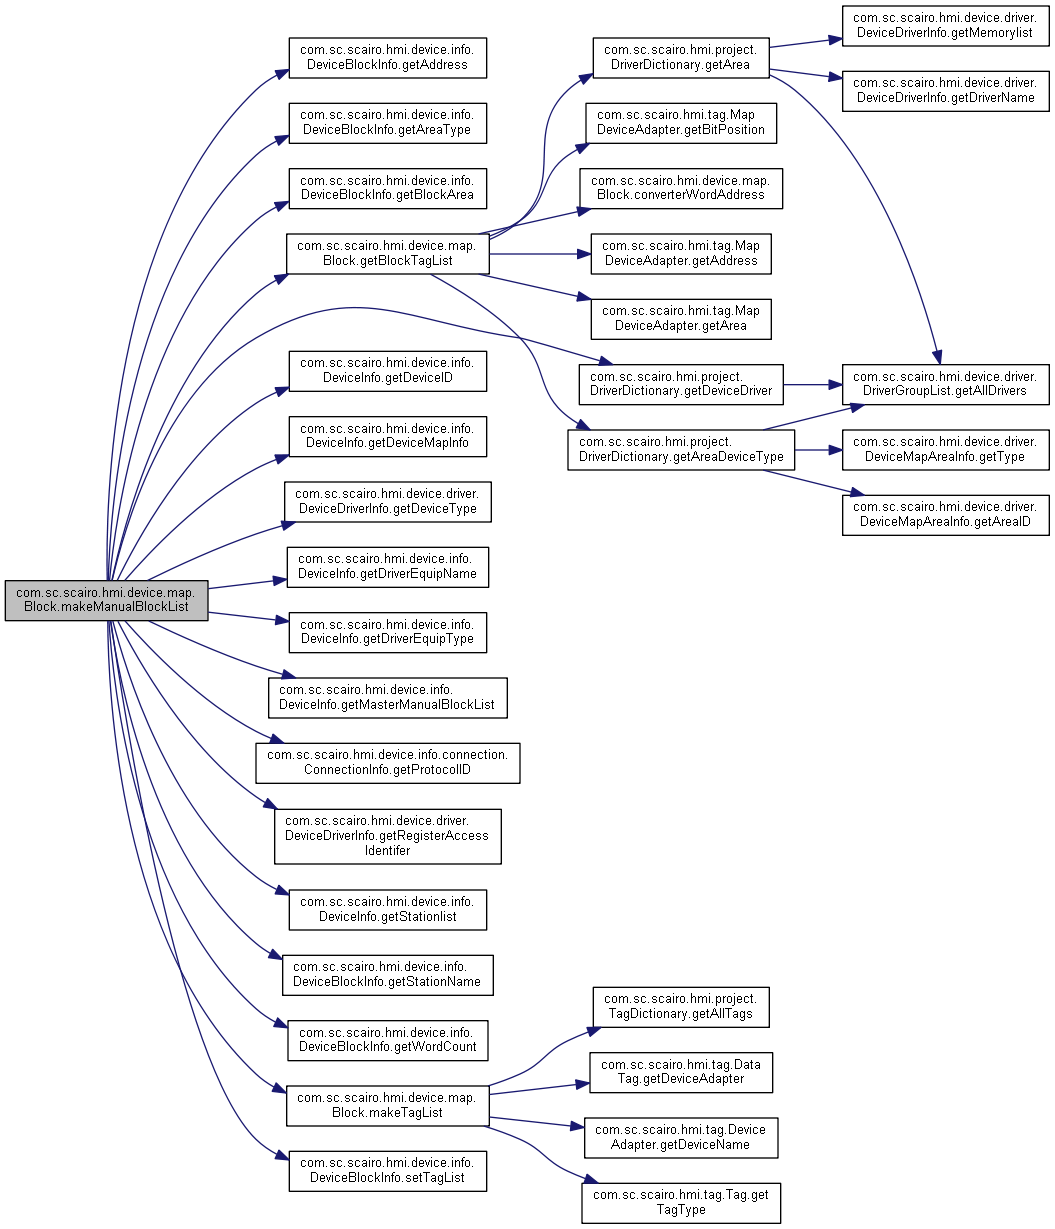 com.sc.scairo.hmi.device.map.
Block.makeManualBlockList
com.sc.scairo.hmi.device.info.
DeviceBlockInfo.getAddress
com.sc.scairo.hmi.device.info.
DeviceBlockInfo.getAreaType
com.sc.scairo.hmi.device.info.
DeviceBlockInfo.getBlockArea
com.sc.scairo.hmi.device.map.
Block.getBlockTagList
com.sc.scairo.hmi.device.info.
DeviceInfo.getDeviceID
com.sc.scairo.hmi.device.info.
DeviceInfo.getDeviceMapInfo
com.sc.scairo.hmi.device.driver.
DeviceDriverInfo.getDeviceType
com.sc.scairo.hmi.device.info.
DeviceInfo.getDriverEquipName
com.sc.scairo.hmi.device.info.
DeviceInfo.getDriverEquipType
com.sc.scairo.hmi.device.info.
DeviceInfo.getMasterManualBlockList
com.sc.scairo.hmi.device.info.connection.
ConnectionInfo.getProtocolID
com.sc.scairo.hmi.device.driver.
DeviceDriverInfo.getRegisterAccess
Identifer
com.sc.scairo.hmi.device.info.
DeviceInfo.getStationlist
com.sc.scairo.hmi.device.info.
DeviceBlockInfo.getStationName
com.sc.scairo.hmi.device.info.
DeviceBlockInfo.getWordCount
com.sc.scairo.hmi.device.map.
Block.makeTagList
com.sc.scairo.hmi.device.info.
DeviceBlockInfo.setTagList
com.sc.scairo.hmi.project.
DriverDictionary.getArea
com.sc.scairo.hmi.tag.Map
DeviceAdapter.getBitPosition
com.sc.scairo.hmi.device.map.
Block.converterWordAddress
com.sc.scairo.hmi.tag.Map
DeviceAdapter.getAddress
com.sc.scairo.hmi.tag.Map
DeviceAdapter.getArea
com.sc.scairo.hmi.project.
DriverDictionary.getDeviceDriver
com.sc.scairo.hmi.project.
DriverDictionary.getAreaDeviceType
com.sc.scairo.hmi.project.
TagDictionary.getAllTags
com.sc.scairo.hmi.tag.Data
Tag.getDeviceAdapter
com.sc.scairo.hmi.tag.Device
Adapter.getDeviceName
com.sc.scairo.hmi.tag.Tag.get
TagType
com.sc.scairo.hmi.device.driver.
DeviceDriverInfo.getMemorylist
com.sc.scairo.hmi.device.driver.
DeviceDriverInfo.getDriverName
com.sc.scairo.hmi.device.driver.
DriverGroupList.getAllDrivers
com.sc.scairo.hmi.device.driver.
DeviceMapAreaInfo.getType
com.sc.scairo.hmi.device.driver.
DeviceMapAreaInfo.getAreaID